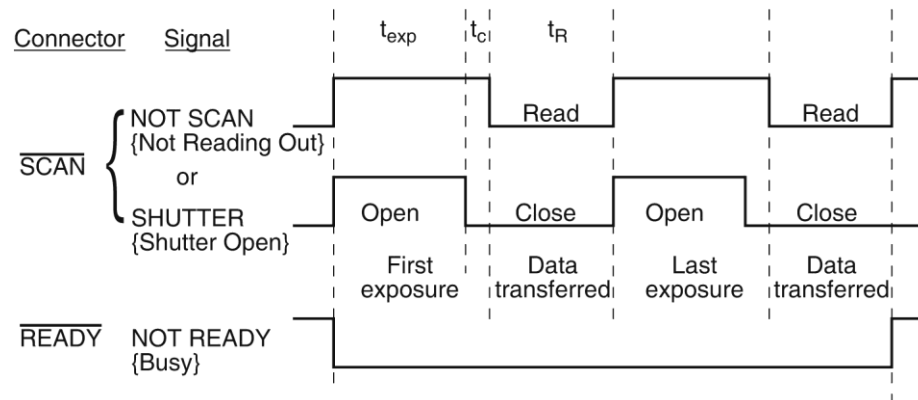 t_exp t_c t_R
Connector Signal
NOT SCAN
{Not Reading Out}
Read Read
SCAN
or
SHUTTER
{Shutter Open}
Open Close Open Close
First exposure
Data transferred
Last exposure
Data transferred
READY NOT READY
{Busy}